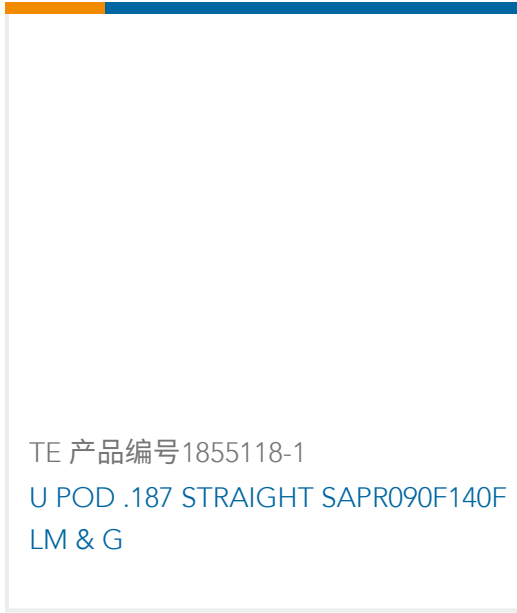 TE 产品编号1855118-1
U POD .187 STRAIGHT SAPR090F140F
LM & G